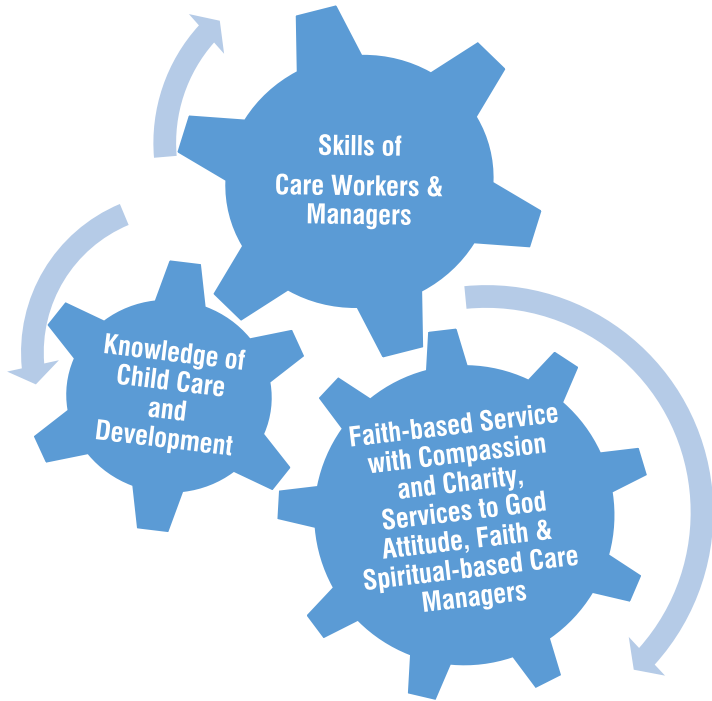 Skills of
Care Workers &
Managers
Knowledge of
Child Care
and
Development
Faith-based Service
with Compassion
and Charity,
Services to God
Attitude, Faith &
Spiritual-based Care
Managers